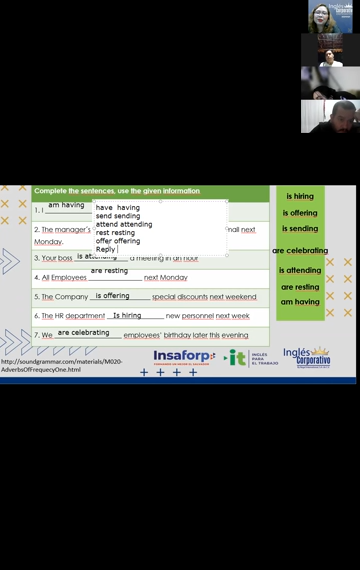 Inglés
Corporativo
Complete the sentences, use the given information
am having
1. I
have having
send sending
attend attending
rest resting
offer offering
Reply
2. The manager's
next
Monday.
is attending
3. Your boss a meeting in an hour
are resting
4. All Employees next Monday
5. The Company is offering special discounts next weekend
6. The HR department Is hiring new personnel next week
7. We are celebrating employees' birthday later this evening
is hiring
is offering
is sending
are celebrating
is attending
are resting
am having
http://soundgrammar.com/materials/M020-
AdverbsOfFrequecyOne.html
Insaforp
it
INGLÉS
PARA
EL TRABAJO
Inglés
Corporativo